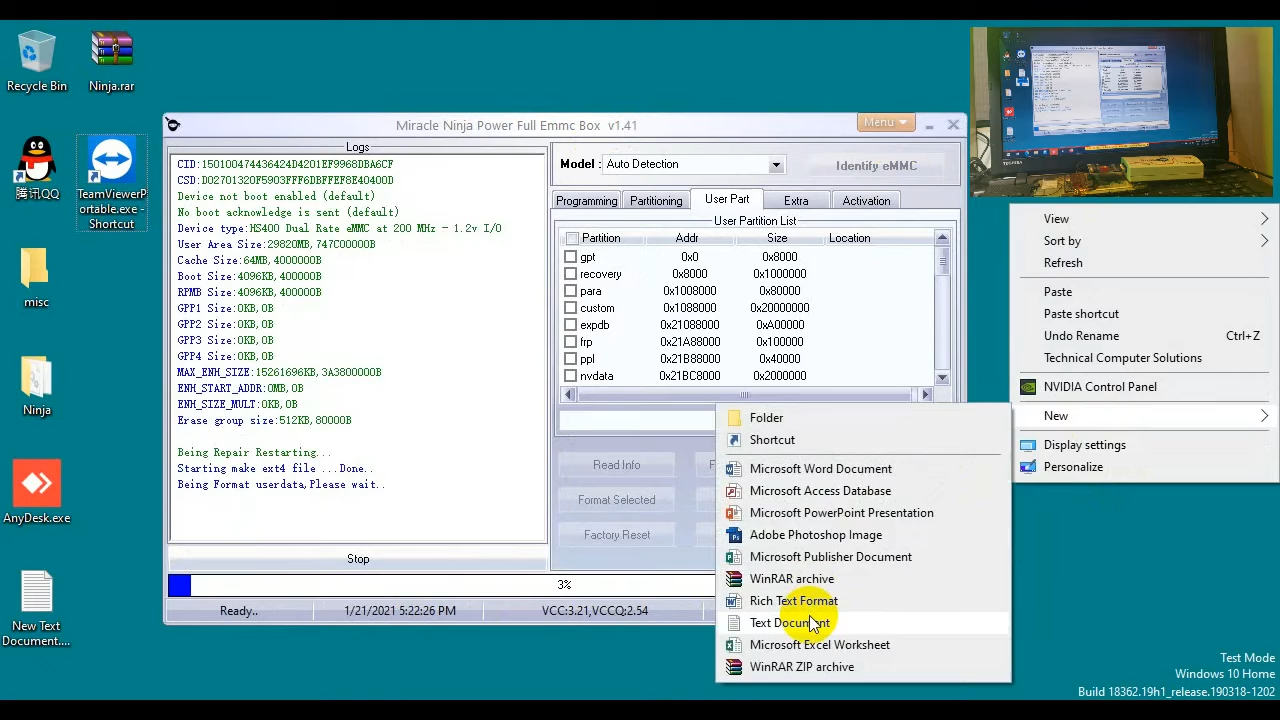 Recycle Bin
Ninja.rar
腾讯QQ
TeamViewerP
ortable.exe -
Shortcut
misc
Ninja
AnyDesk.exe
New Text
Document....
Miracle Ninja Power Full Emmc Box v1.41
Menu
Logs
CSD:D02701320F5903FFF6DBFFEF8E40400D
Device not boot enabled (default)
No boot acknowledge is sent (default)
Device type:HS400 Dual Rate eMMC at 200 MHz - 1.2v I/O
User Area Size:29820MB,747C00000B
Cache Size:64MB,4000000B
Boot Size:4096KB,400000B
RPMB Size:4096KB,400000B
GPP1 Size:0KB,0B
GPP2 Size:0KB,0B
GPP3 Size:0KB,0B
GPP4 Size:0KB,0B
MAX_ENH_SIZE:15261696KB,3A3800000B
ENH_START_ADDR:0MB,0B
ENH_SIZE_MULT:0KB,0B
Erase group size:512KB,80000B
Being Repair Restarting...
Starting make ext4 file ...Done..
Being Format userdata,Please wait..
Stop
3%
Ready..
1/21/2021 5:22:26 PM
VCC:3.21,VCCQ:2.54
Model :
Auto Detection
Identify eMMC
Programming
Partitioning
User Part
Extra
Activation
User Partition List
Partition Addr Size Location
gpt 0x0 0x8000
recovery 0x8000 0x1000000
para 0x1008000 0x80000
custom 0x1088000 0x20000000
expdb 0x21088000 0xA00000
frp 0x21A88000 0x100000
ppl 0x21B88000 0x40000
nvdata 0x21BC8000 0x2000000
Read Info
Format Selected
Factory Reset
Folder
Shortcut
Microsoft Word Document
Microsoft Access Database
Microsoft PowerPoint Presentation
Adobe Photoshop Image
Microsoft Publisher Document
WinRAR archive
Rich Text Format
Text Document
Microsoft Excel Worksheet
WinRAR ZIP archive
View
Sort by
Refresh
Paste
Paste shortcut
Undo Rename Ctrl+Z
Technical Computer Solutions
NVIDIA Control Panel
New
Display settings
Personalize
Test Mode
Windows 10 Home
Build 18362.19h1_release.190318-1202